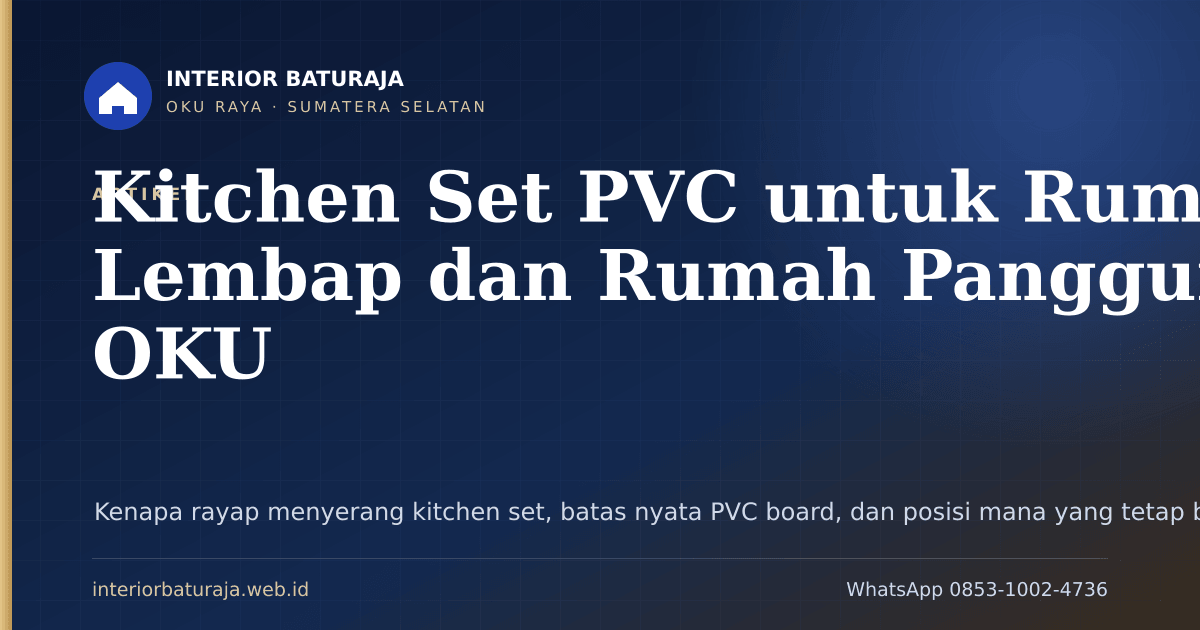 INTERIOR BATURAJA
OKU RAYA · SUMATERA SELATAN
Kitchen Set PVC untuk Rum
Lembap dan Rumah Panggu
OKU
Kenapa rayap menyerang kitchen set, batas nyata PVC board, dan posisi mana yang tetap b
interiorbaturaja.web.id
WhatsApp 0853-1002-4736